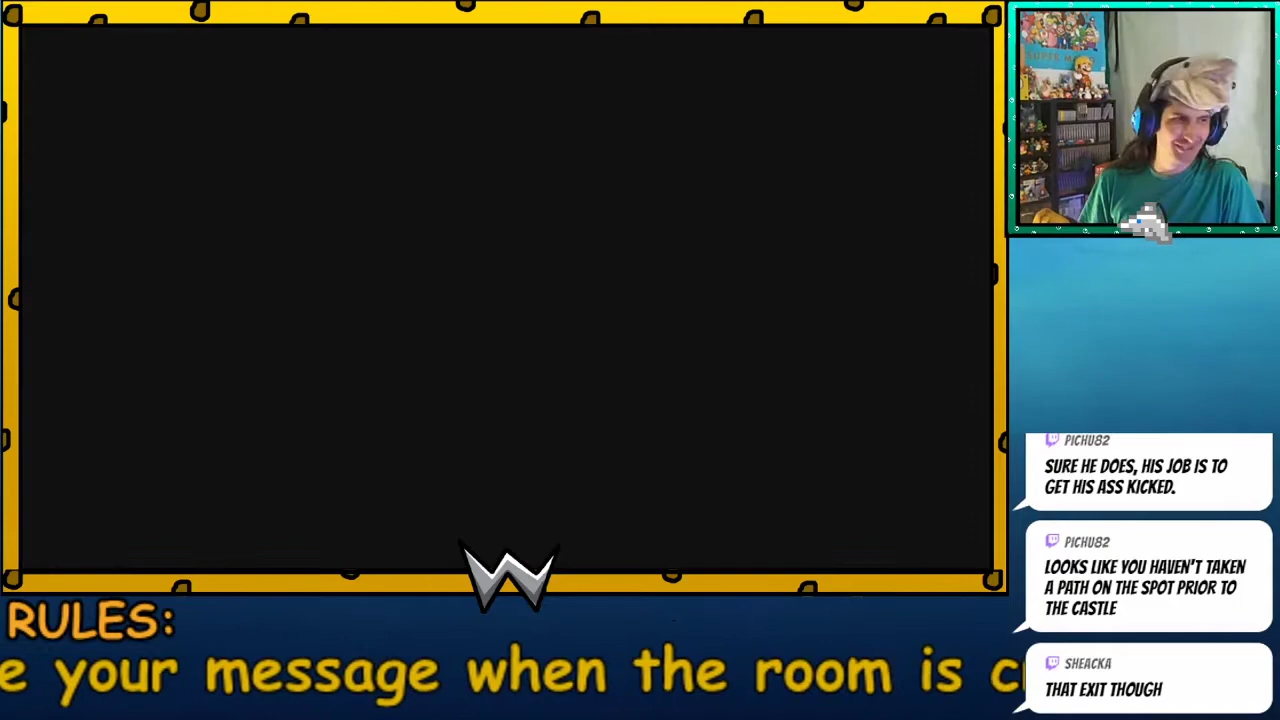 SUPER M
PICHU82
SURE HE DOES, HIS JOB IS TO
GET HIS ASS KICKED.
PICHU82
LOOKS LIKE YOU HAVEN'T TAKEN
A PATH ON THE SPOT PRIOR TO
THE CASTLE
SHEACKA
THAT EXIT THOUGH
W
RULES:
e your message when the room is